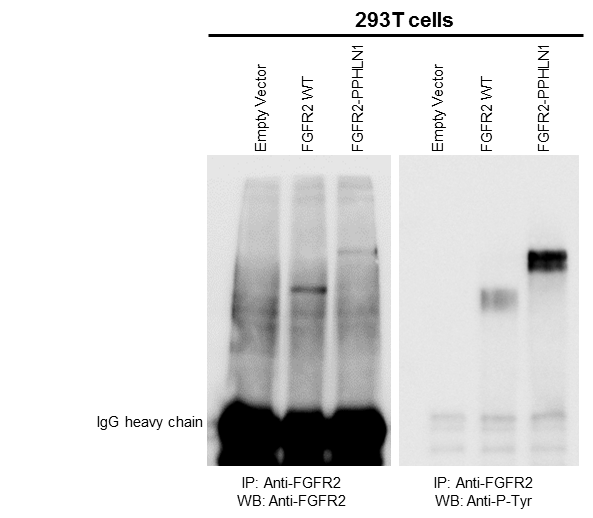 293T cells
Empty Vector
FGFR2 WT
FGFR2-PPHLN1
Empty Vector
FGFR2 WT
FGFR2-PPHLN1
IgG heavy chain
IP: Anti-FGFR2
WB: Anti-FGFR2
IP: Anti-FGFR2
WB: Anti-P-Tyr